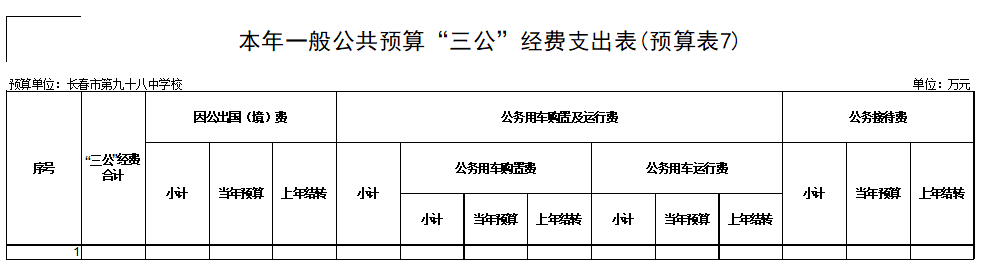 本年一般公共预算“三公”经费支出表(预算表7)
预算单位：长春市第九十八中学校 单位：万元
序号 “三公”经费合计 因公出国（境）费 公务用车购置及运行费 公务接待费
小计 当年预算 上年结转 小计 公务用车购置费 公务用车运行费 小计 当年预算 上年结转
小计 当年预算 上年结转 小计 当年预算 上年结转
1